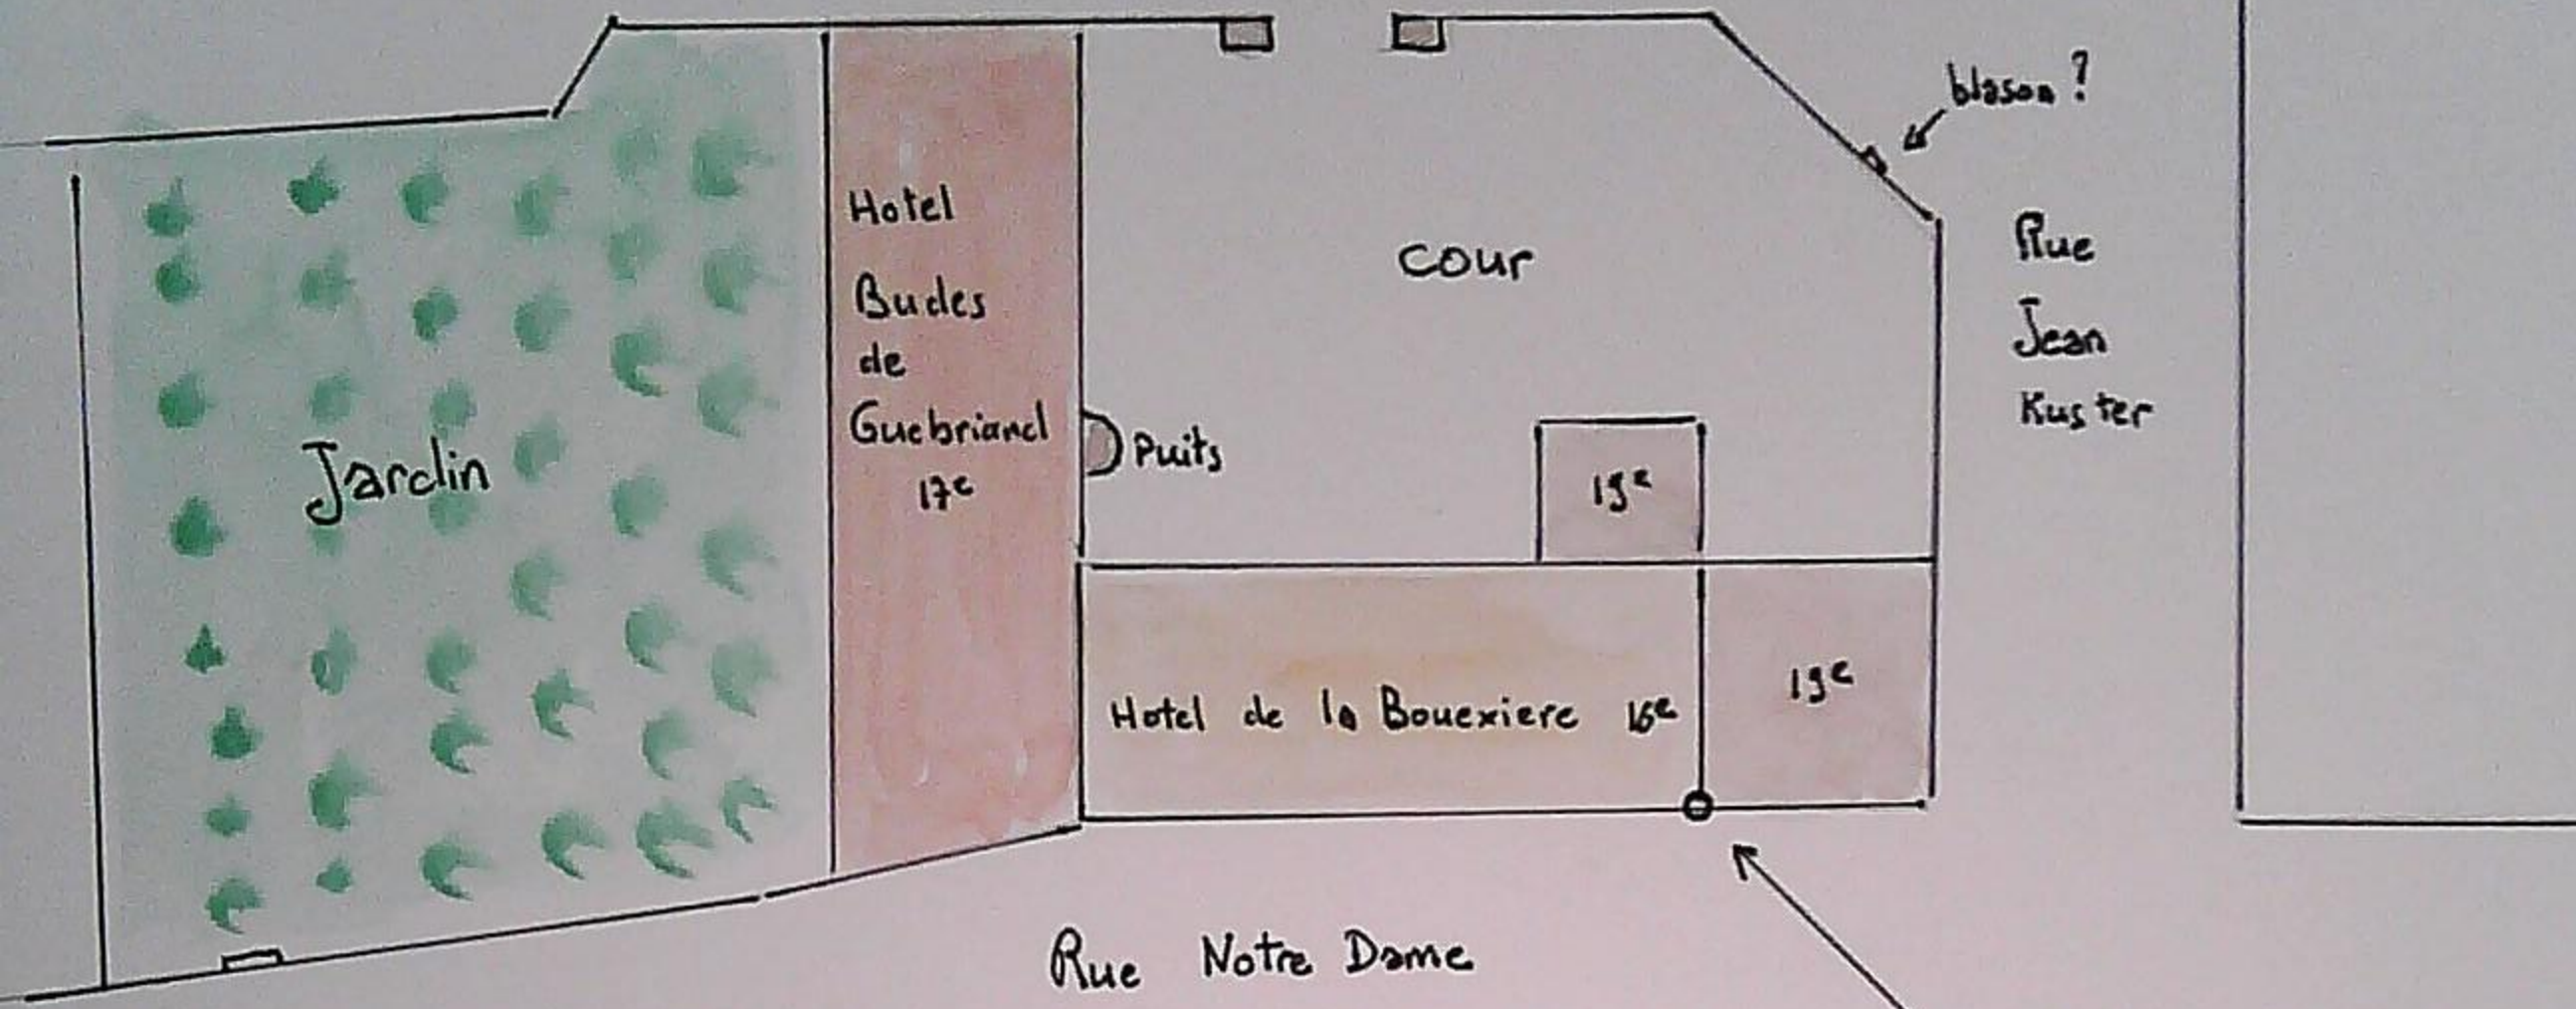 blason ?
Hotel
Budes
de
Guebriand
17e
cour
Rue
Jean
Kuster
Jardin
Puits
19e
Hotel de la Bouexiere 16e
19e
Rue Notre Dame